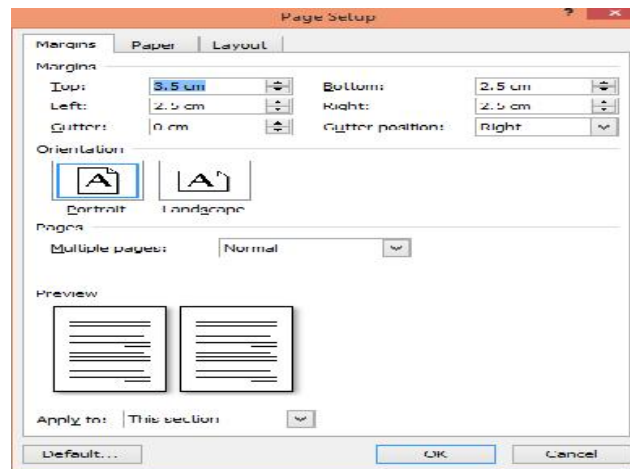 Page Setup ?
Margins Paper Layout
Margins
Top: 3.5 cm Bottom: 2.5 cm
Left: 2.5 cm Right: 2.5 cm
Gutter: 0 cm Gutter position: Right
Orientation
A A
Portrait Landscape
Pages
Multiple pages: Normal
Preview
Apply to: This section
Default... OK Cancel